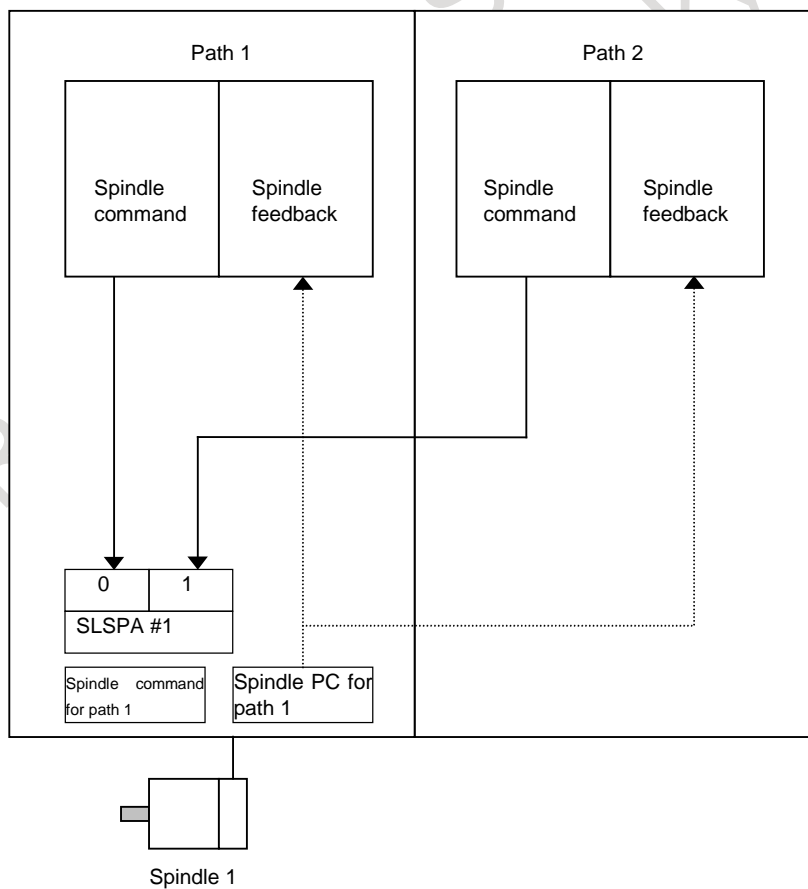 Path 1
Path 2
Spindle
command
Spindle
feedback
Spindle
command
Spindle
feedback
0
1
SLSPA #1
Spindle command
for path 1
Spindle PC for
path 1
Spindle 1